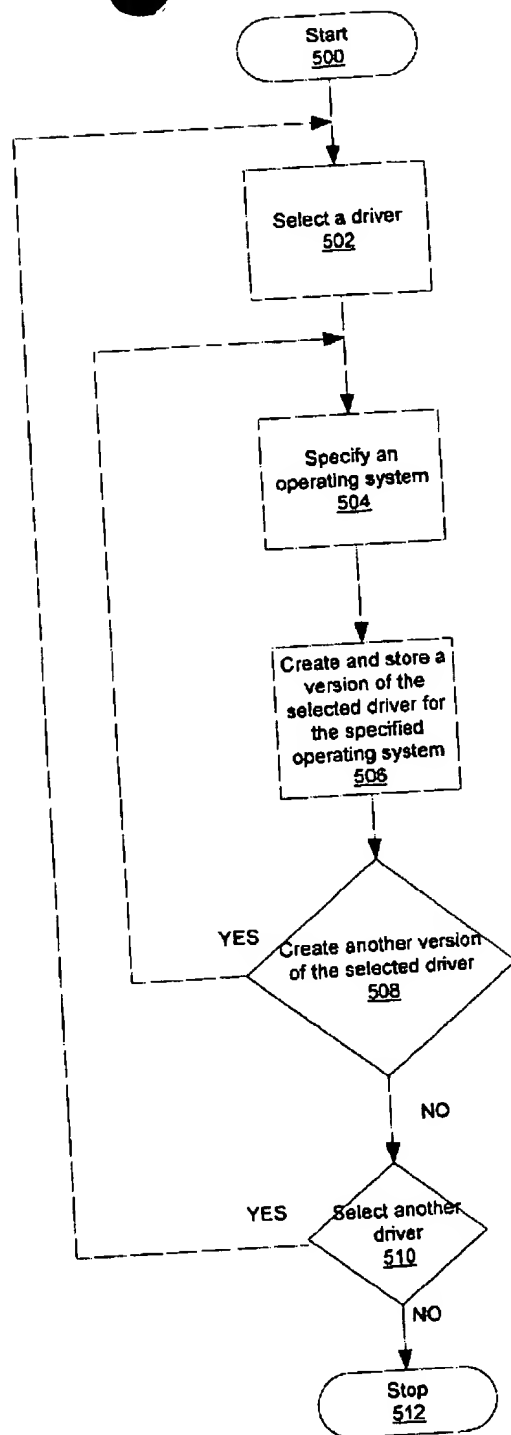 Start
500
Select a driver
502
Specify an
operating system
504
Create and store a
version of the
selected driver for
the specified
operating system
506
YES
Create another version
of the selected driver
508
NO
YES
Select another
driver
510
NO
Stop
512